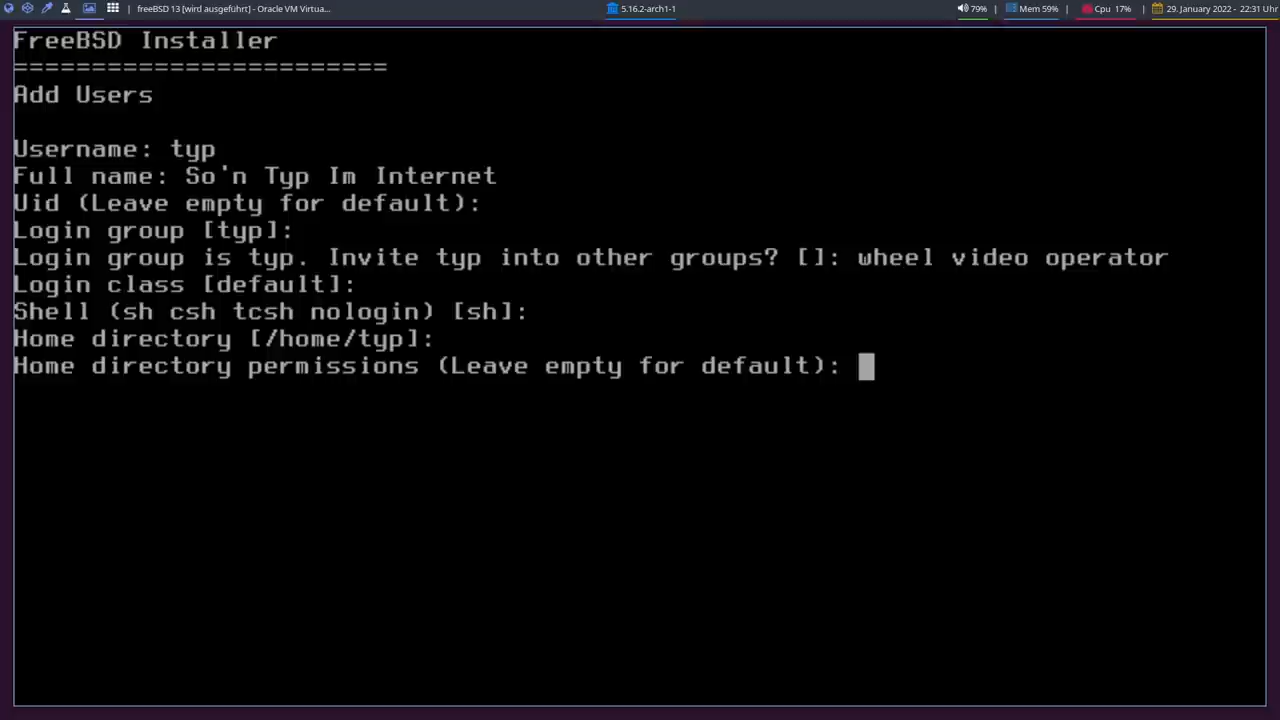 freeBSD 13 [wird ausgeführt] - Oracle VM Virtua...
5.16.2-arch1-1
79% | Mem 59% | Cpu 17% | 29. January 2022 - 22:31 Uhr
FreeBSD Installer
========================
Add Users
Username: typ
Full name: So'n Typ Im Internet
Uid (Leave empty for default):
Login group [typ]:
Login group is typ. Invite typ into other groups? []: wheel video operator
Login class [default]:
Shell (sh csh tcsh nologin) [sh]:
Home directory [/home/typ]:
Home directory permissions (Leave empty for default):